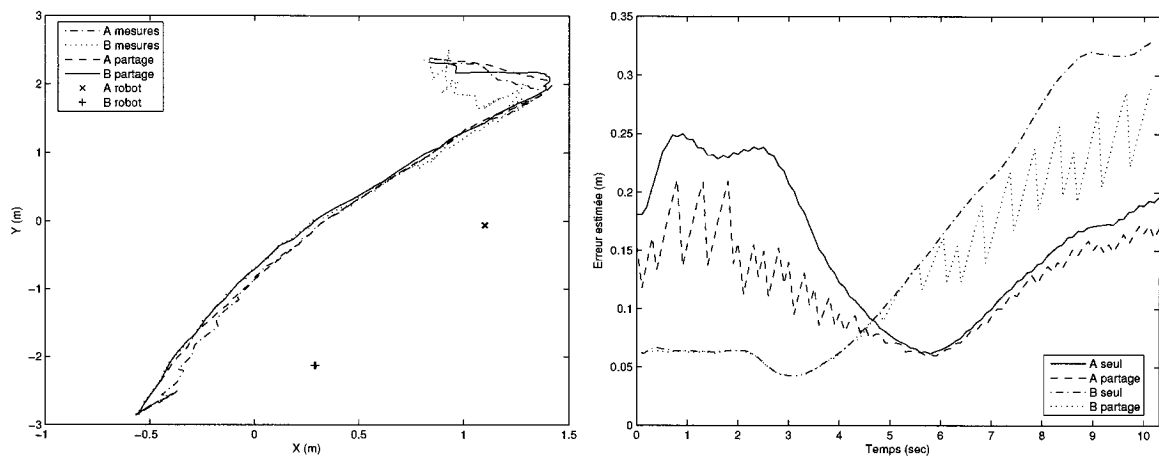 3
2
1
0
-1
-2
-3
Y (m)
-1
-0.5
0
0.5
1
1.5
X (m)
A mesures
B mesures
A partage
B partage
A robot
B robot
0.35
0.3
0.25
0.2
0.15
0.1
0.05
0
Erreur estimée (m)
0
1
2
3
4
5
6
7
8
9
10
Temps (sec)
A seul
A partage
B seul
B partage